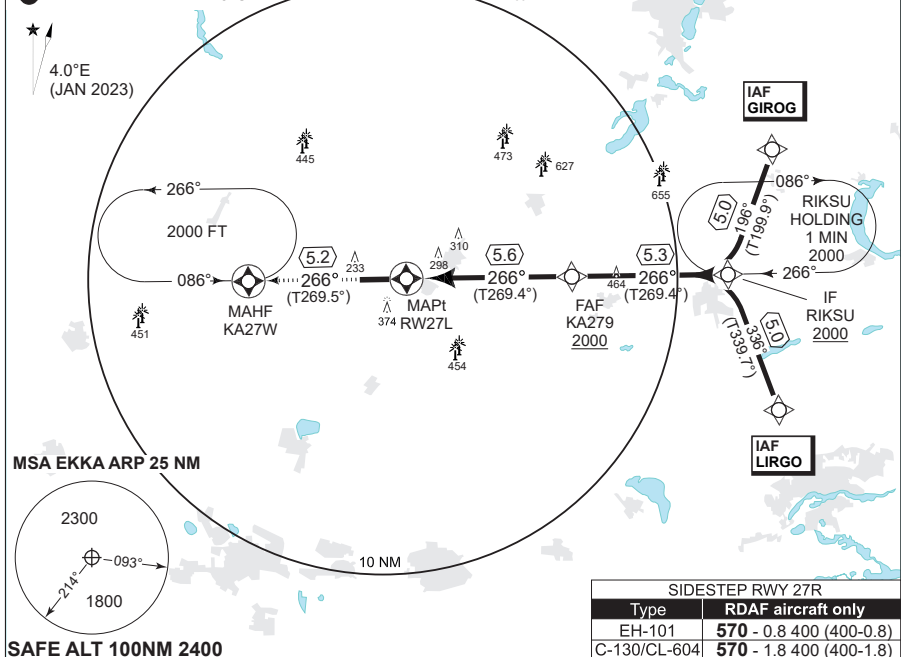 4.0°E
(JAN 2023)
IAF
GIROG
445
473
627
655
266°
2000 FT
086°
086°
RIKSU
HOLDING
1 MIN
2000
266°
5.0
196°
(T199.9°)
310
298
233
5.2
266°
(T269.5°)
5.6
266°
(T269.4°)
5.3
266°
(T269.4°)
464
MAHF
KA27W
374
MAPt
RW27L
FAF
KA279
2000
IF
RIKSU
2000
5.0
336°
(T339.7°)
451
454
IAF
LIRGO
MSA EKKA ARP 25 NM
2300
093°
214°
1800
10 NM
SAFE ALT 100NM 2400
SIDESTEP RWY 27R
Type RDAF aircraft only
EH-101 570 - 0.8 400 (400-0.8)
C-130/CL-604 570 - 1.8 400 (400-1.8)